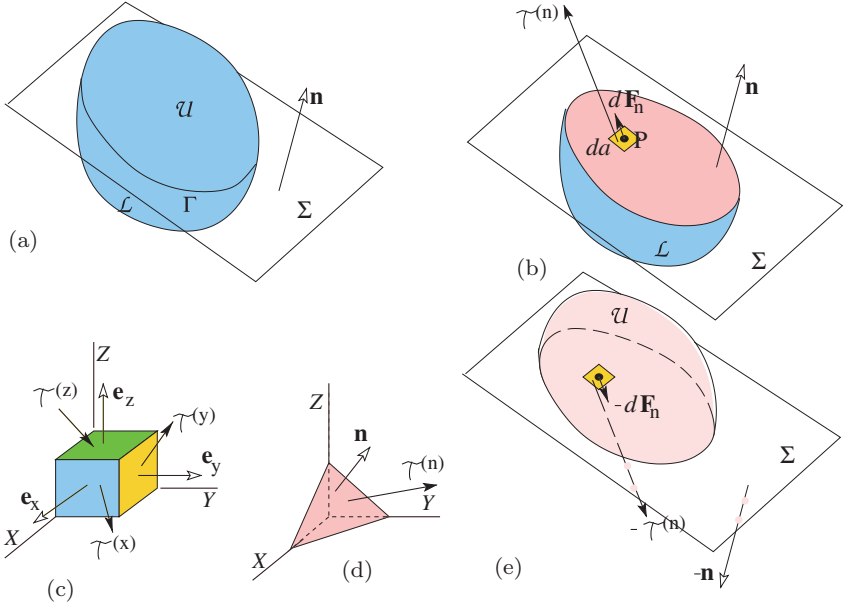 𝒰
n
ℒ
Γ
Σ
(a)
𝒯(n)
dFn
n
da
P
ℒ
Σ
(b)
Z
𝒯(z)
ez
𝒯(y)
ey
ex
Y
X
𝒯(x)
(c)
Z
n
𝒯(n)
Y
X
(d)
𝒰
-dFn
Σ
-𝒯(n)
-n
(e)